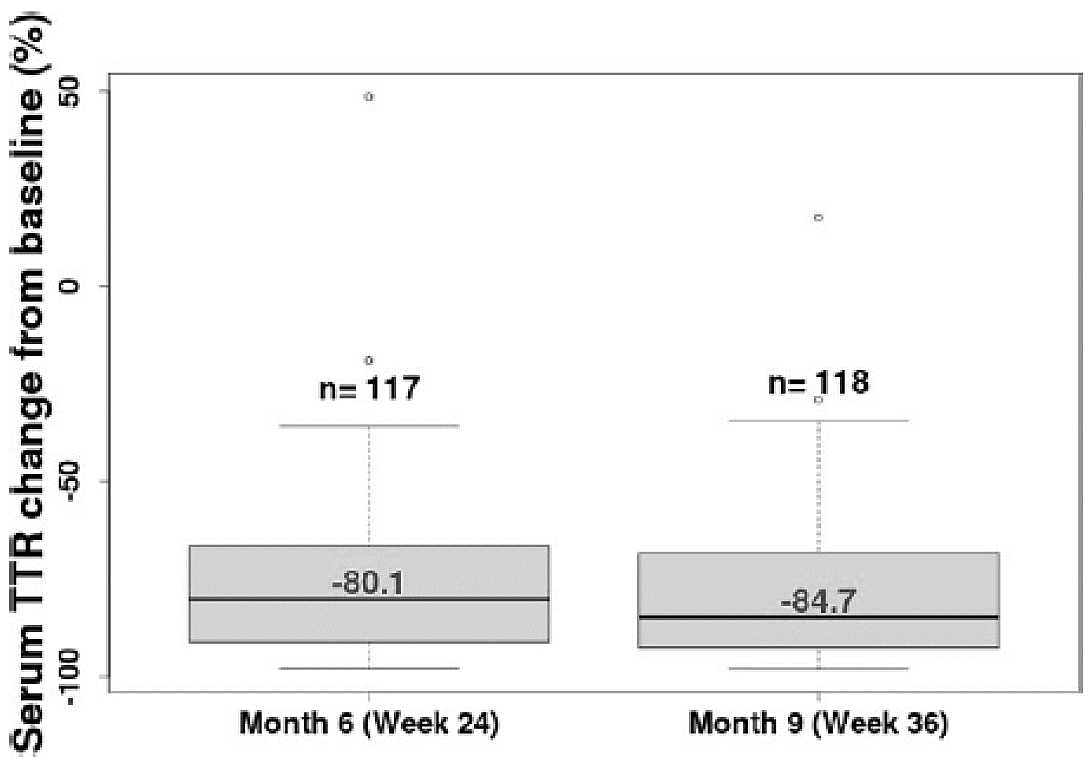 Serum TTR change from baseline (%)
50
0
-50
-100
n= 117
n= 118
-80.1
-84.7
Month 6 (Week 24)
Month 9 (Week 36)